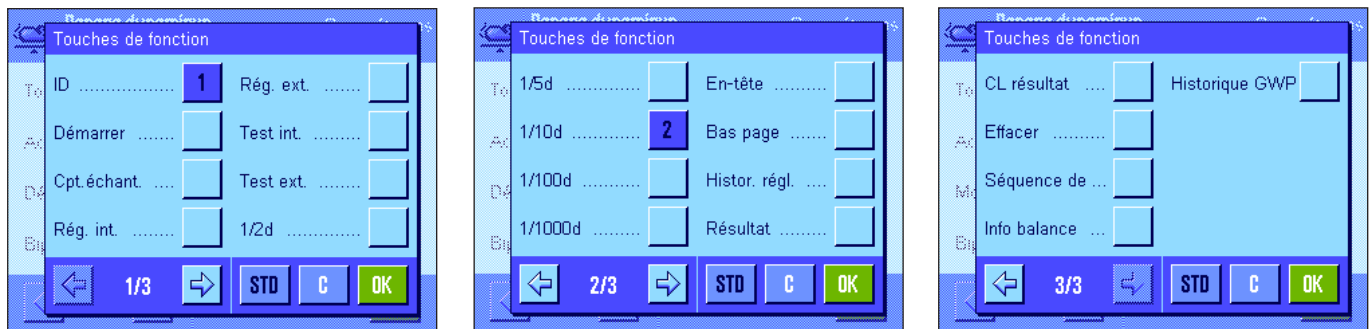 Touches de fonction
ID ................. 1 Rég. ext. ........
Démarrer ....... Test int. .........
Cpt.échant. .... Test ext. ........
Rég. int. ........ 1/2d ..............
1/3 STD C OK
Touches de fonction
1/5d ............ En-tête ..........
1/10d ........... 2 Bas page ......
1/100d ........... Histor. régl. ....
1/1000d ......... Résultat ........
2/3 STD C OK
Touches de fonction
CL résultat .... Historique GWP
Effacer ..........
Séquence de ...
Info balance ...
3/3 STD C OK